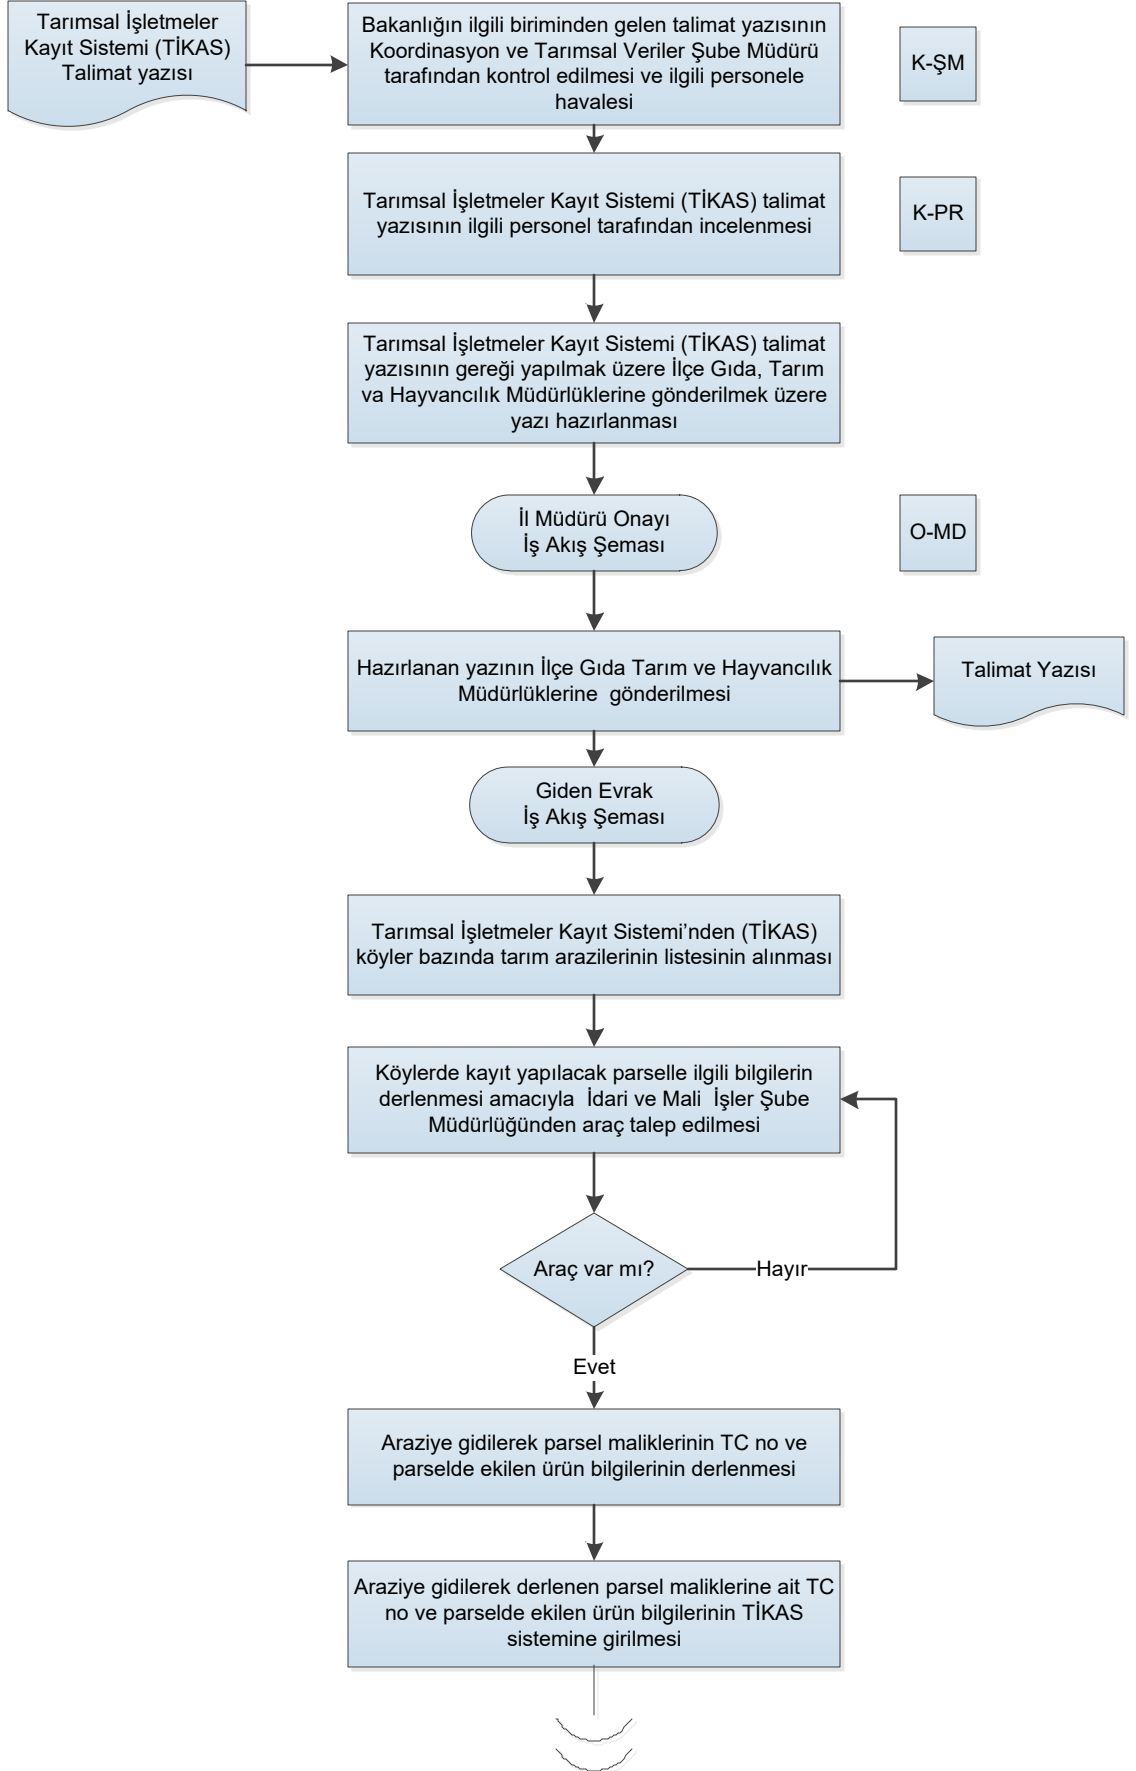 Tarımsal İşletmeler
Kayıt Sistemi (TİKAS)
Talimat yazısı
Bakanlığın ilgili biriminden gelen talimat yazısının
Koordinasyon ve Tarımsal Veriler Şube Müdürü
tarafından kontrol edilmesi ve ilgili personele
havalesi
K-ŞM
Tarımsal İşletmeler Kayıt Sistemi (TİKAS) talimat
yazısının ilgili personel tarafından incelenmesi
K-PR
Tarımsal İşletmeler Kayıt Sistemi (TİKAS) talimat
yazısının gereği yapılmak üzere İlçe Gıda, Tarım
va Hayvancılık Müdürlüklerine gönderilmek üzere
yazı hazırlanması
İl Müdürü Onayı
İş Akış Şeması
O-MD
Hazırlanan yazının İlçe Gıda Tarım ve Hayvancılık
Müdürlüklerine gönderilmesi
Talimat Yazısı
Giden Evrak
İş Akış Şeması
Tarımsal İşletmeler Kayıt Sistemi’nden (TİKAS)
köyler bazında tarım arazilerinin listesinin alınması
Köylerde kayıt yapılacak parselle ilgili bilgilerin
derlenmesi amacıyla İdari ve Mali İşler Şube
Müdürlüğünden araç talep edilmesi
Araç var mı?
Hayır
Evet
Araziye gidilerek parsel maliklerinin TC no ve
parselde ekilen ürün bilgilerinin derlenmesi
Araziye gidilerek derlenen parsel maliklerine ait TC
no ve parselde ekilen ürün bilgilerinin TİKAS
sistemine girilmesi